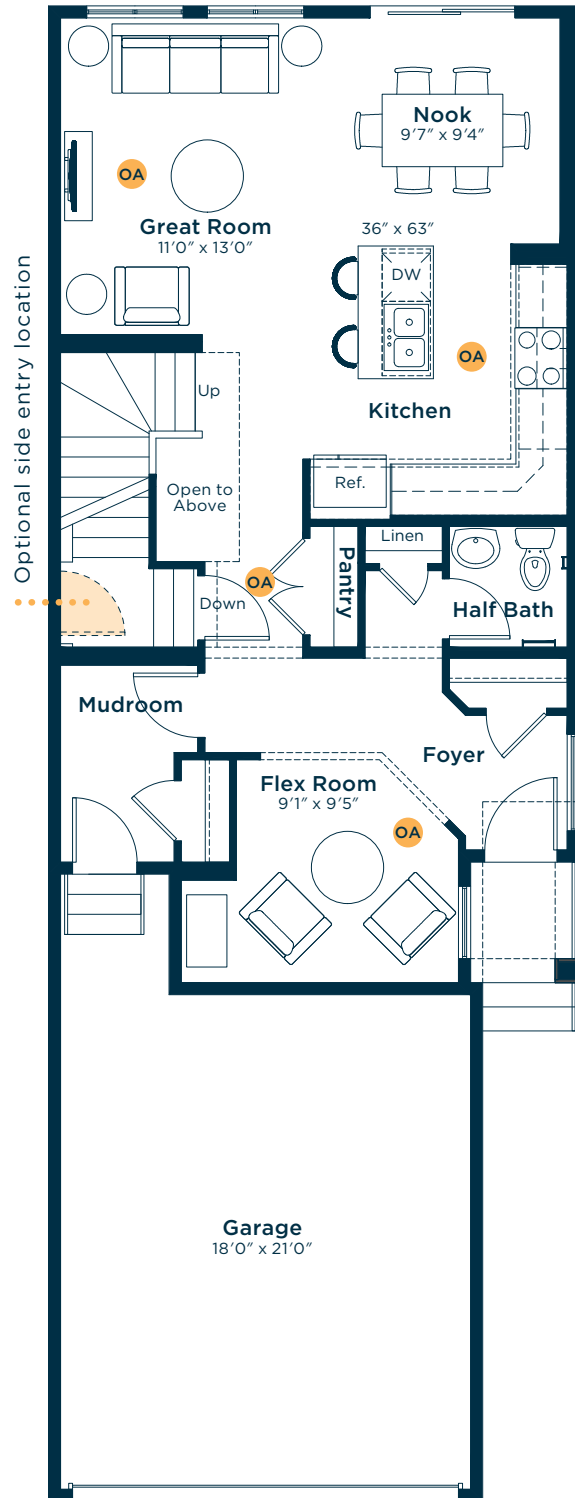 Nook
9′7″ x 9′4″
OA
Great Room
11′0″ x 13′0″
36″ x 63″
DW
OA
Kitchen
Optional side entry location
Up
Ref.
Open to
Above
Linen
Pantry
OA
Down
Half Bath
Mudroom
Foyer
Flex Room
9′1″ x 9′5″
OA
Garage
18′0″ x 21′0″